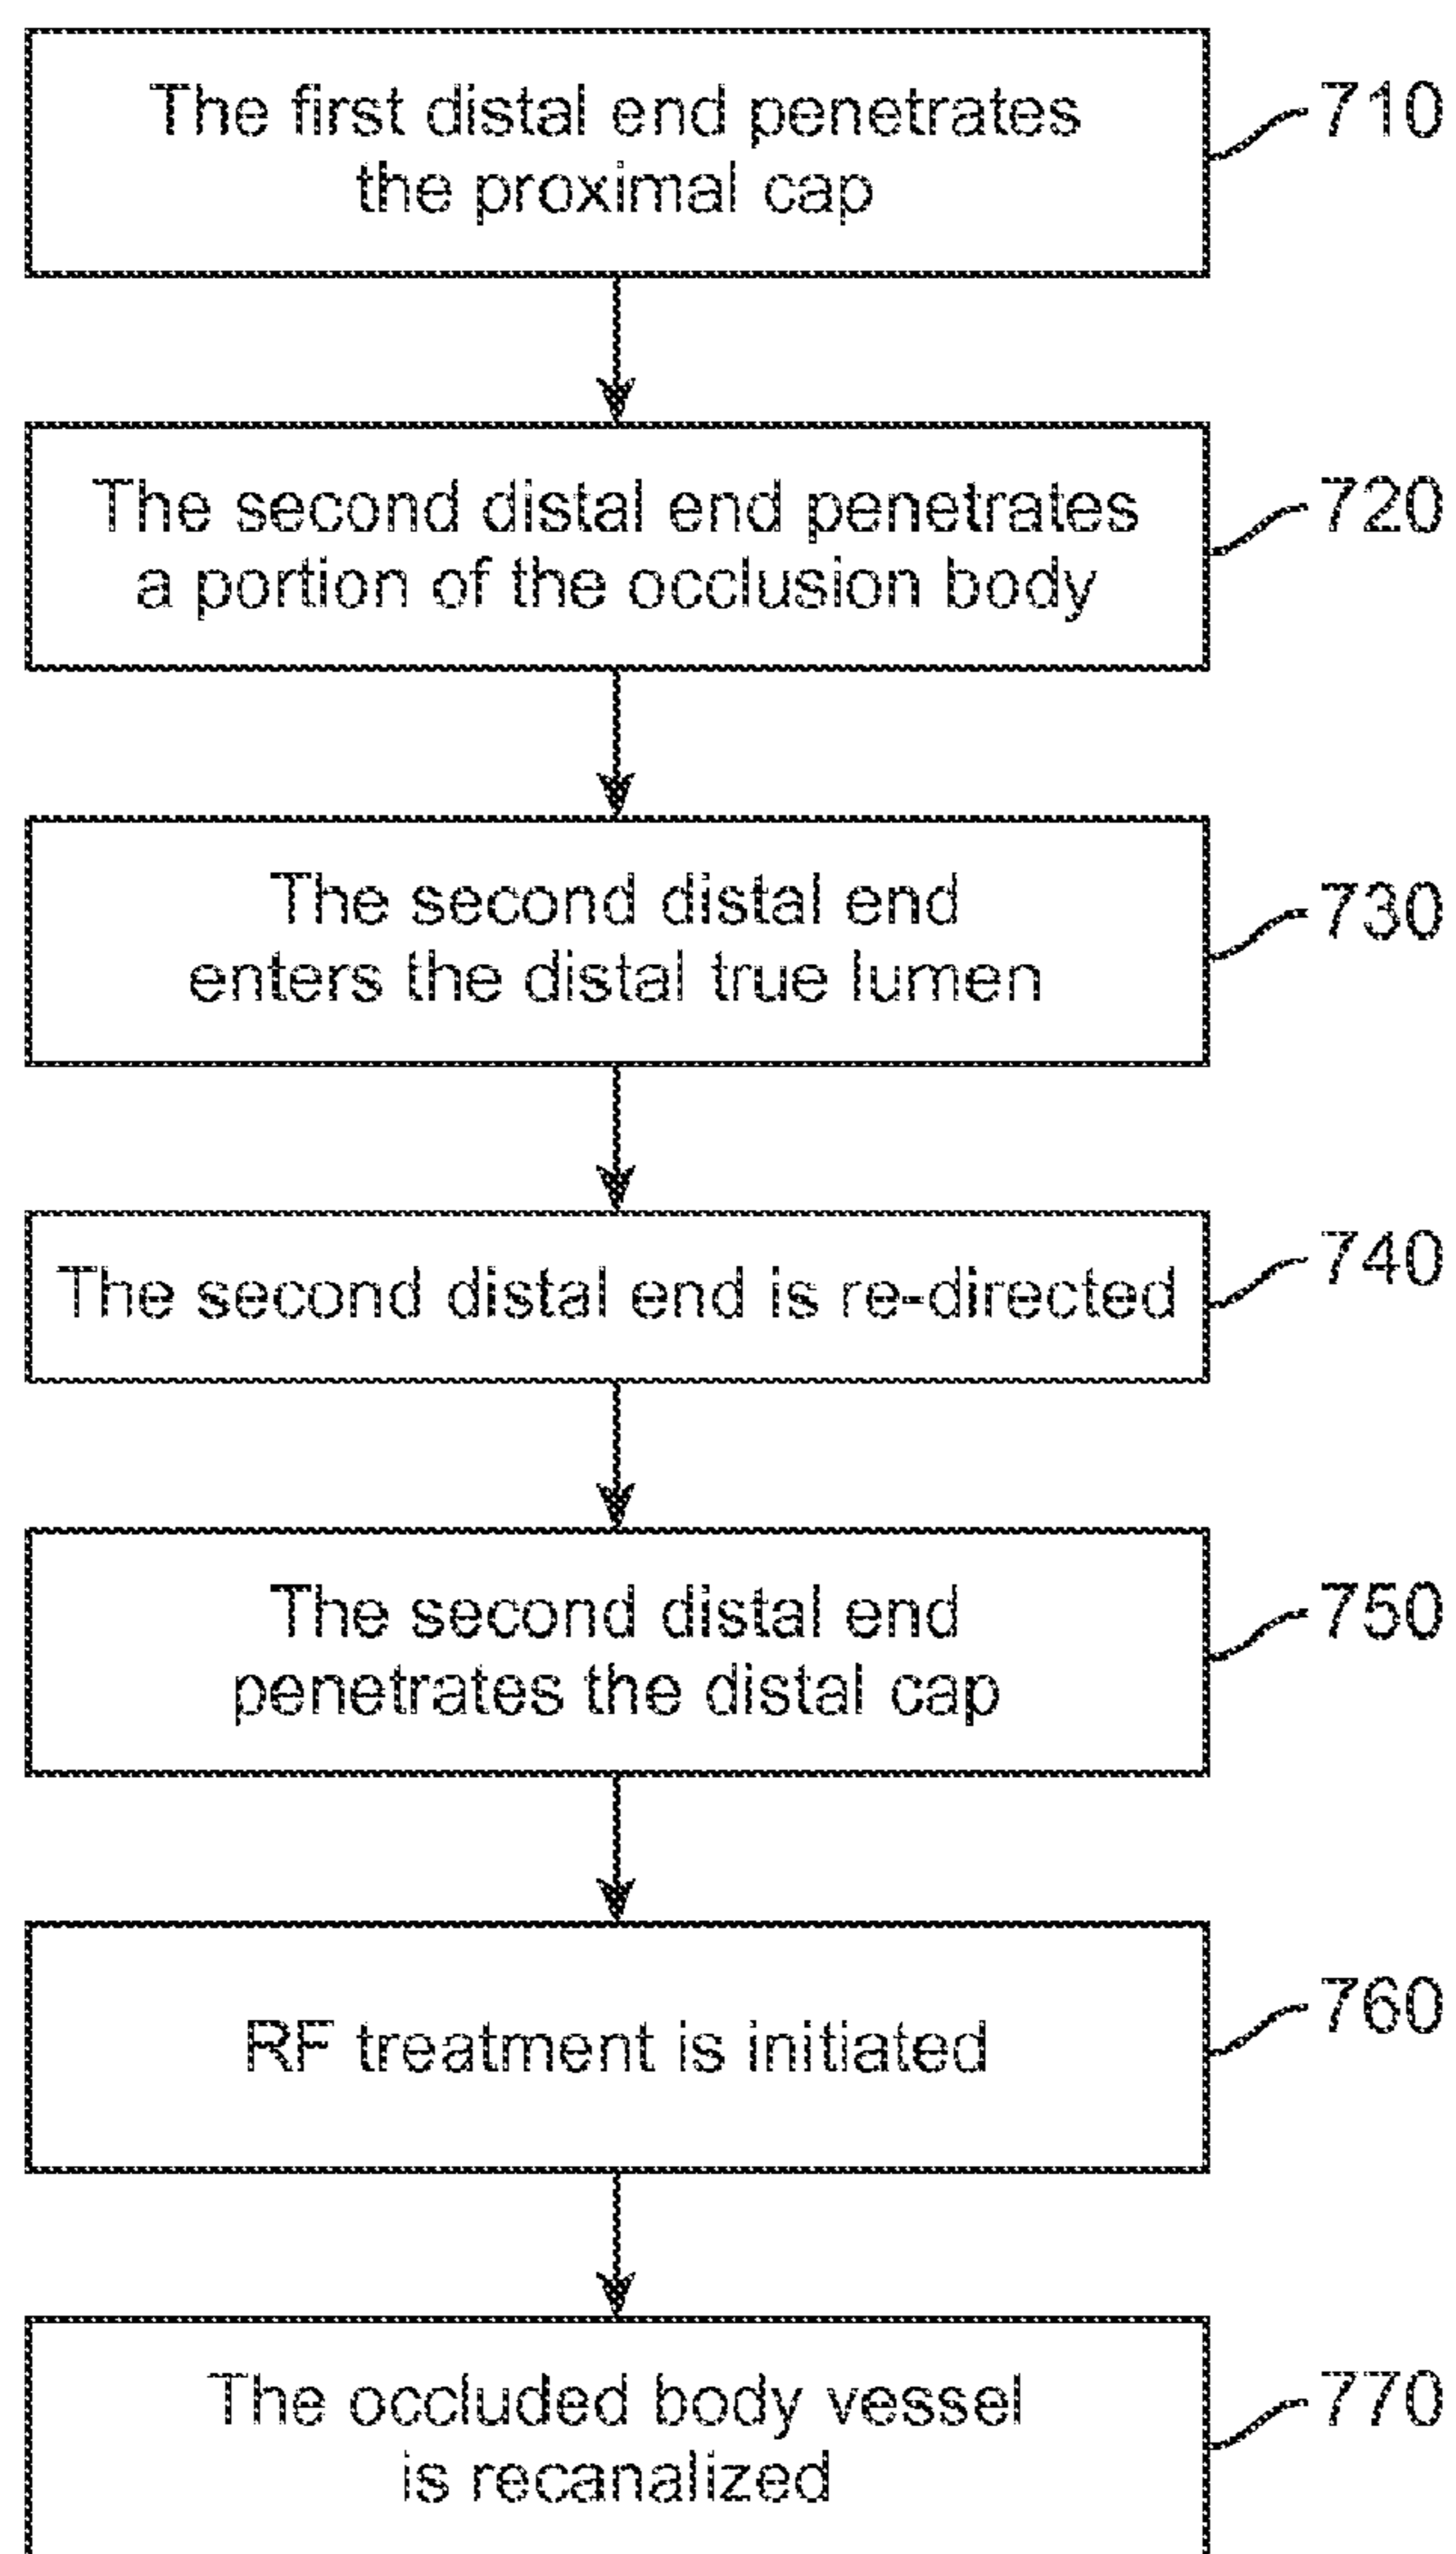 The first distal end penetrates
the proximal cap
710
The second distal end penetrates
a portion of the occlusion body
720
The second distal end
enters the distal true lumen
730
The second distal end is re-directed
740
The second distal end
penetrates the distal cap
750
RF treatment is initiated
760
The occluded body vessel
is recanalized
770